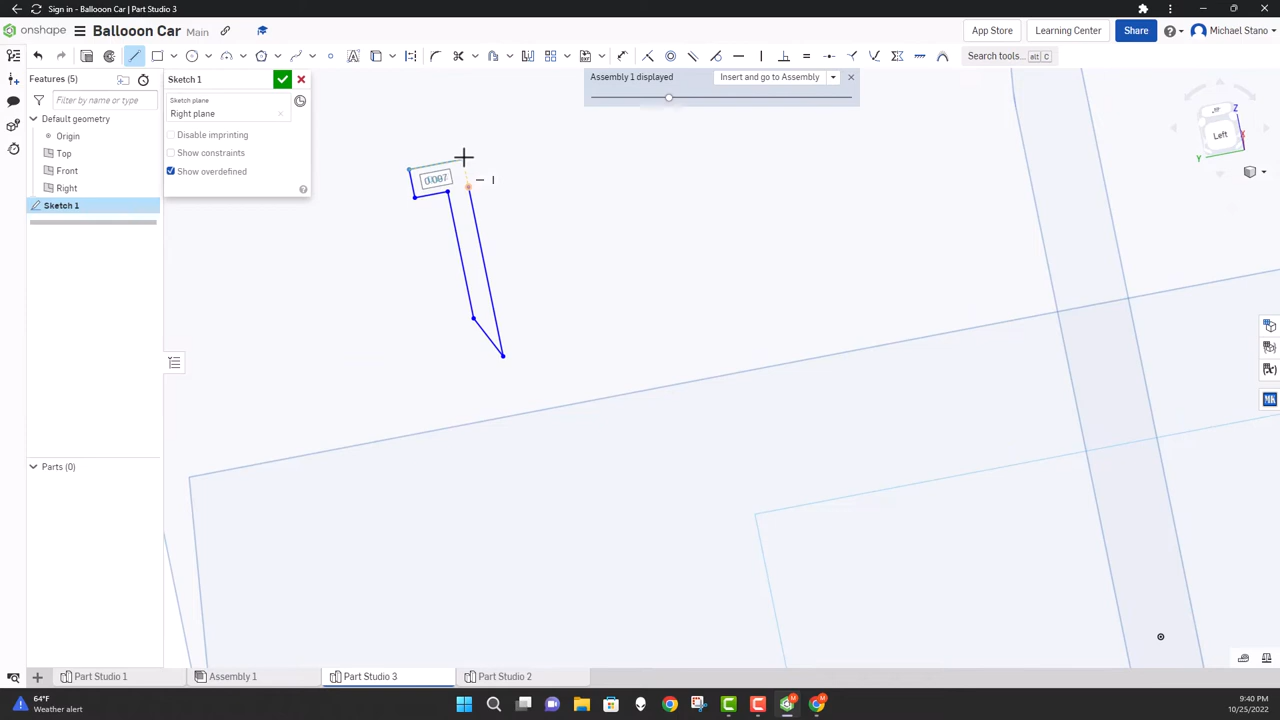 Sign in - Ballooon Car | Part Studio 3
onshape
Ballooon Car Main
App Store
Learning Center
Share
Michael Stano
Search tools... alt C
Features (5)
Filter by name or type
Default geometry
Origin
Top
Front
Right
Sketch 1
Parts (0)
Sketch 1
Sketch plane
Right plane
Disable imprinting
Show constraints
Show overdefined
Assembly 1 displayed
Insert and go to Assembly
Left
Z
X
Y
MK
Part Studio 1
Assembly 1
Part Studio 3
Part Studio 2
64°F
Weather alert
9:40 PM
10/25/2022